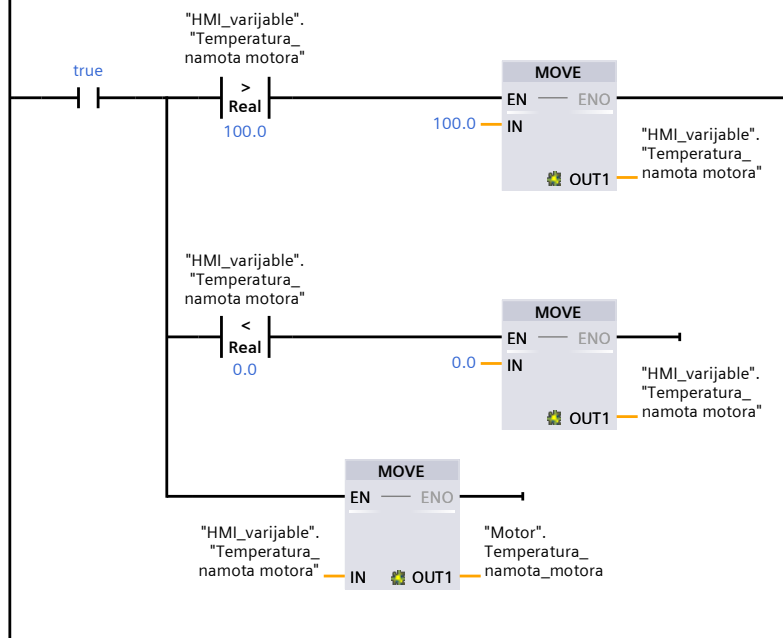 "HMI_varijable".
"Temperatura_
namota motora"
true
>
Real
100.0
MOVE
EN
ENO
100.0
IN
OUT1
"HMI_varijable".
"Temperatura_
namota motora"
"HMI_varijable".
"Temperatura_
namota motora"
<
Real
0.0
MOVE
EN
ENO
0.0
IN
OUT1
"HMI_varijable".
"Temperatura_
namota motora"
MOVE
EN
ENO
"HMI_varijable".
"Temperatura_
namota motora"
IN
OUT1
"Motor".
Temperatura_
namota_motora